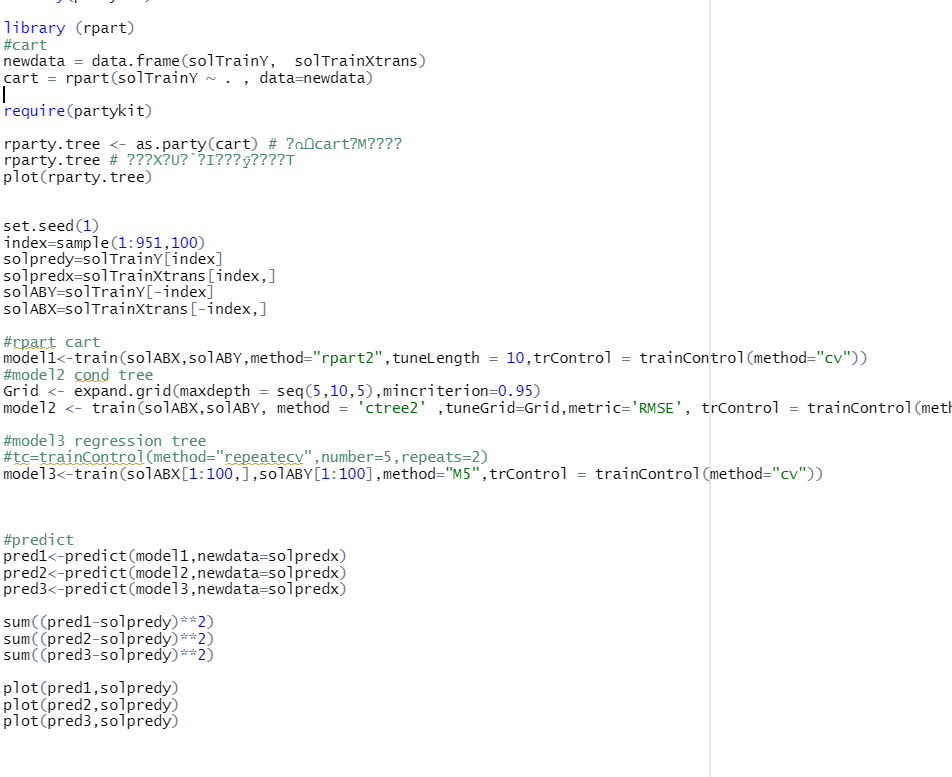 library (rpart)
#cart
newdata = data.frame(solTrainY,  solTrainXtrans)
cart = rpart(solTrainY ~ . , data=newdata)
require(partykit)
rparty.tree <- as.party(cart) # cart?M????
rparty.tree # ???X?U?`?I??? ????T
plot(rparty.tree)
set.seed(1)
index=sample(1:951,100)
solpredy=solTrainY[index]
solpredx=solTrainXtrans[index,]
solABY=solTrainY[-index]
solABX=solTrainXtrans[-index,]
#rpart cart
model1<-train(solABX,solABY,method="rpart2",tuneLength = 10,trControl = trainControl(method="cv"))
#model2 cond tree
Grid <- expand.grid(maxdepth = seq(5,10,5),mincriterion=0.95)
model2 <- train(solABX,solABY, method = 'ctree2' ,tuneGrid=Grid,metric='RMSE', trControl = trainControl(met
#model3 regression tree
#tc=trainControl(method="repeatecv",number=5,repeats=2)
model3<-train(solABX[1:100,],solABY[1:100],method="M5",trControl = trainControl(method="cv"))
#predict
pred1<-predict(model1,newdata=solpredx)
pred2<-predict(model2,newdata=solpredx)
pred3<-predict(model3,newdata=solpredx)
sum((pred1-solpredy)**2)
sum((pred2-solpredy)**2)
sum((pred3-solpredy)**2)
plot(pred1,solpredy)
plot(pred2,solpredy)
plot(pred3,solpredy)